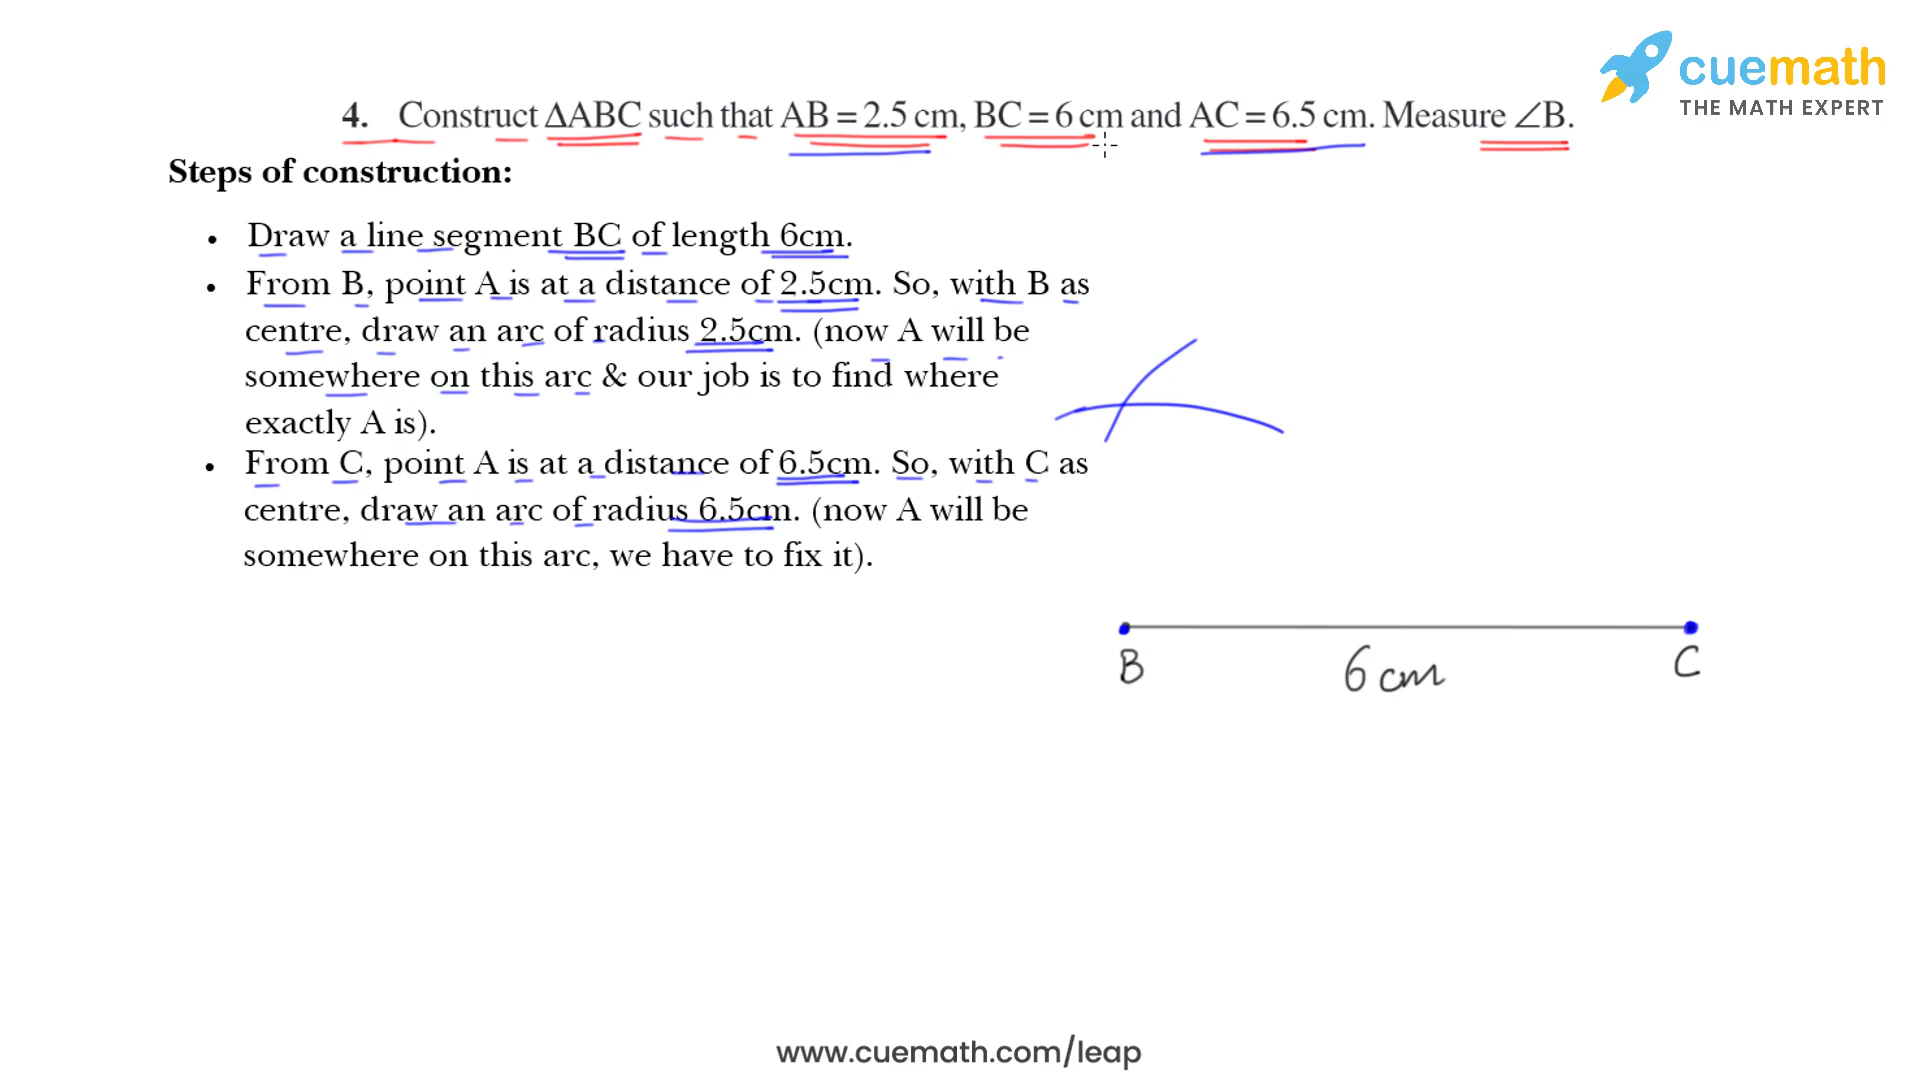 cuemath
THE MATH EXPERT
4. Construct ΔABC such that AB = 2.5 cm, BC = 6 cm and AC = 6.5 cm. Measure ∠B.
Steps of construction:
• Draw a line segment BC of length 6cm.
• From B, point A is at a distance of 2.5cm. So, with B as
centre, draw an arc of radius 2.5cm. (now A will be
somewhere on this arc & our job is to find where
exactly A is).
• From C, point A is at a distance of 6.5cm. So, with C as
centre, draw an arc of radius 6.5cm. (now A will be
somewhere on this arc, we have to fix it).
B 6 cm C
www.cuemath.com/leap